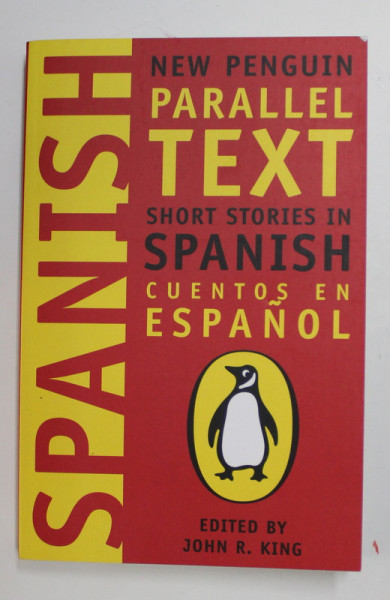 SPANISH
NEW PENGUIN
PARALLEL
TEXT
SHORT STORIES IN
SPANISH
CUENTOS EN
ESPAÑOL
EDITED BY
JOHN R. KING